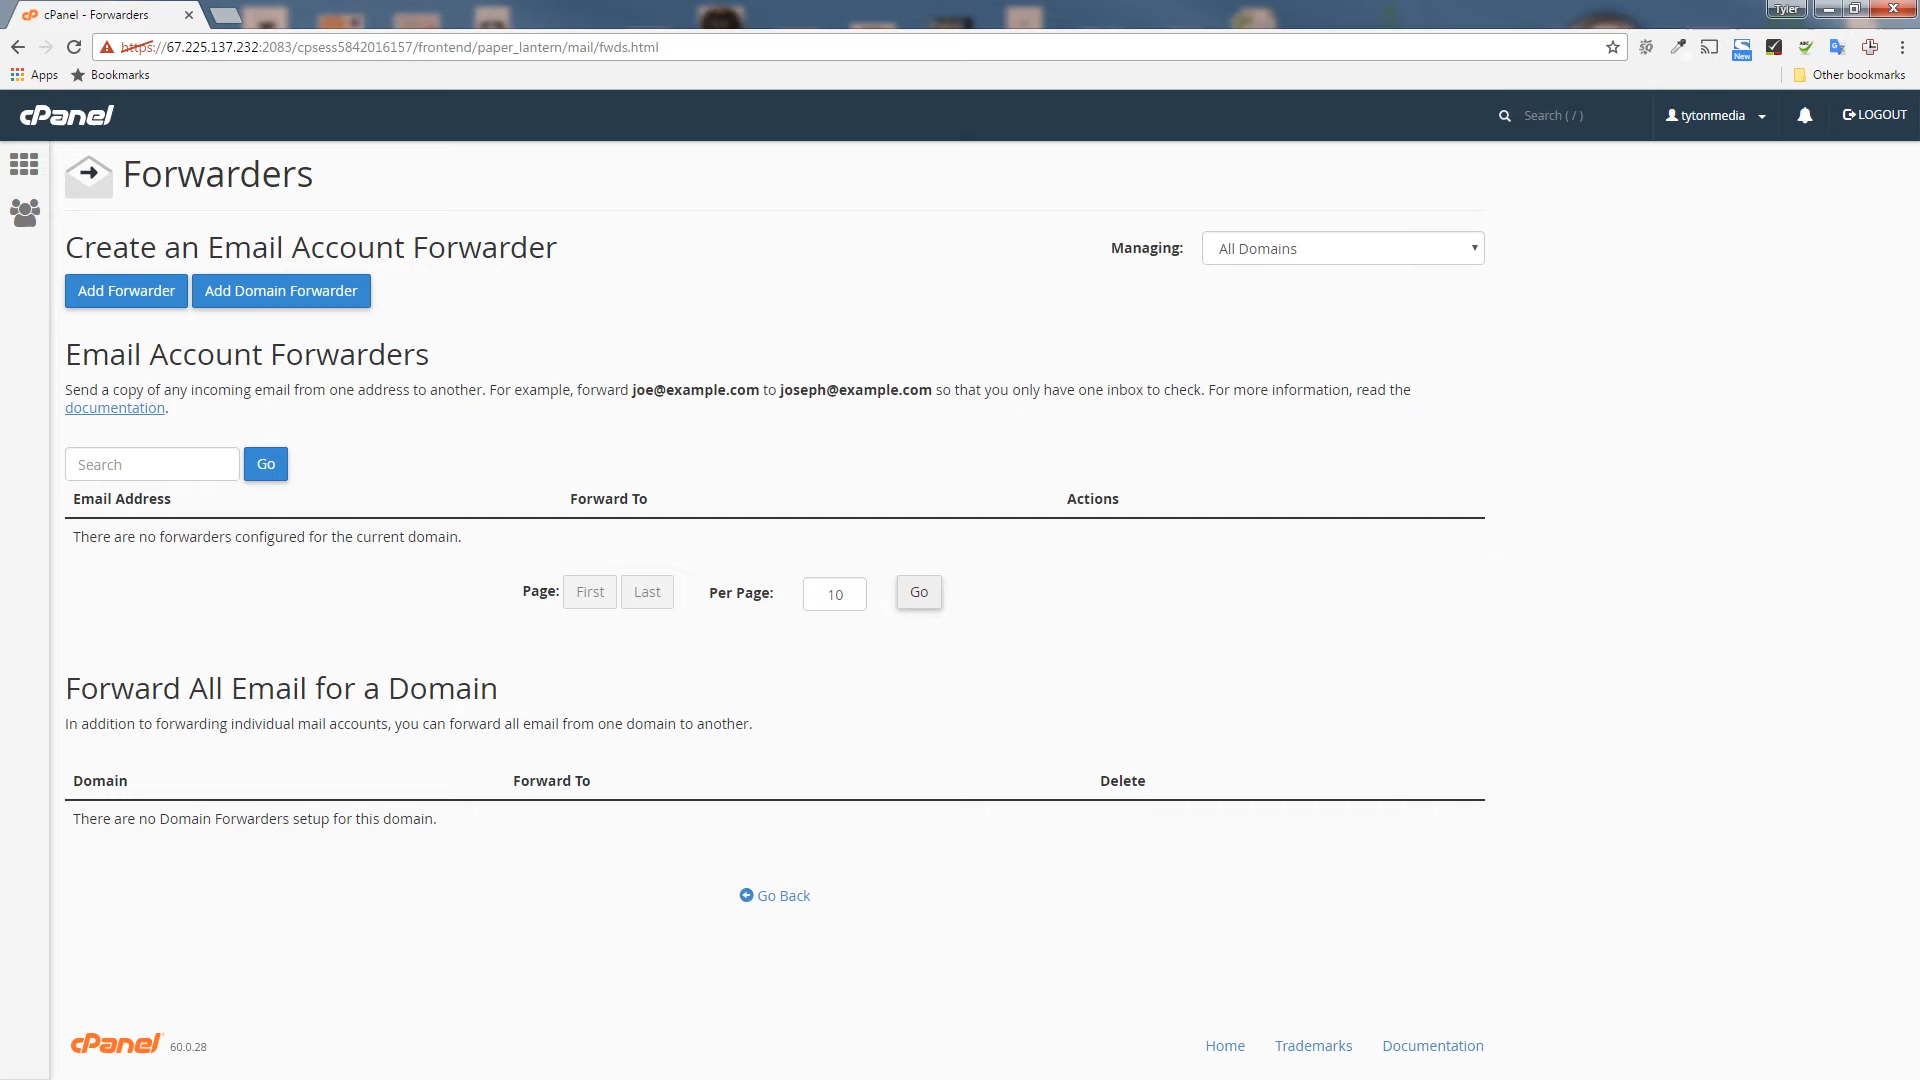 cPanel - Forwarders
Tyler
https://67.225.137.232:2083/cpsess5842016157/frontend/paper_lantern/mail/fwds.html
New
Apps
Bookmarks
Other bookmarks
cPanel
Search ( / )
tytonmedia
LOGOUT
Forwarders
Create an Email Account Forwarder
Managing:
All Domains
Add Forwarder
Add Domain Forwarder
Email Account Forwarders
Send a copy of any incoming email from one address to another. For example, forward joe@example.com to joseph@example.com so that you only have one inbox to check. For more information, read the
documentation.
Search
Go
Email Address
Forward To
Actions
There are no forwarders configured for the current domain.
Page:
First
Last
Per Page:
10
Go
Forward All Email for a Domain
In addition to forwarding individual mail accounts, you can forward all email from one domain to another.
Domain
Forward To
Delete
There are no Domain Forwarders setup for this domain.
Go Back
cPanel
60.0.28
Home
Trademarks
Documentation